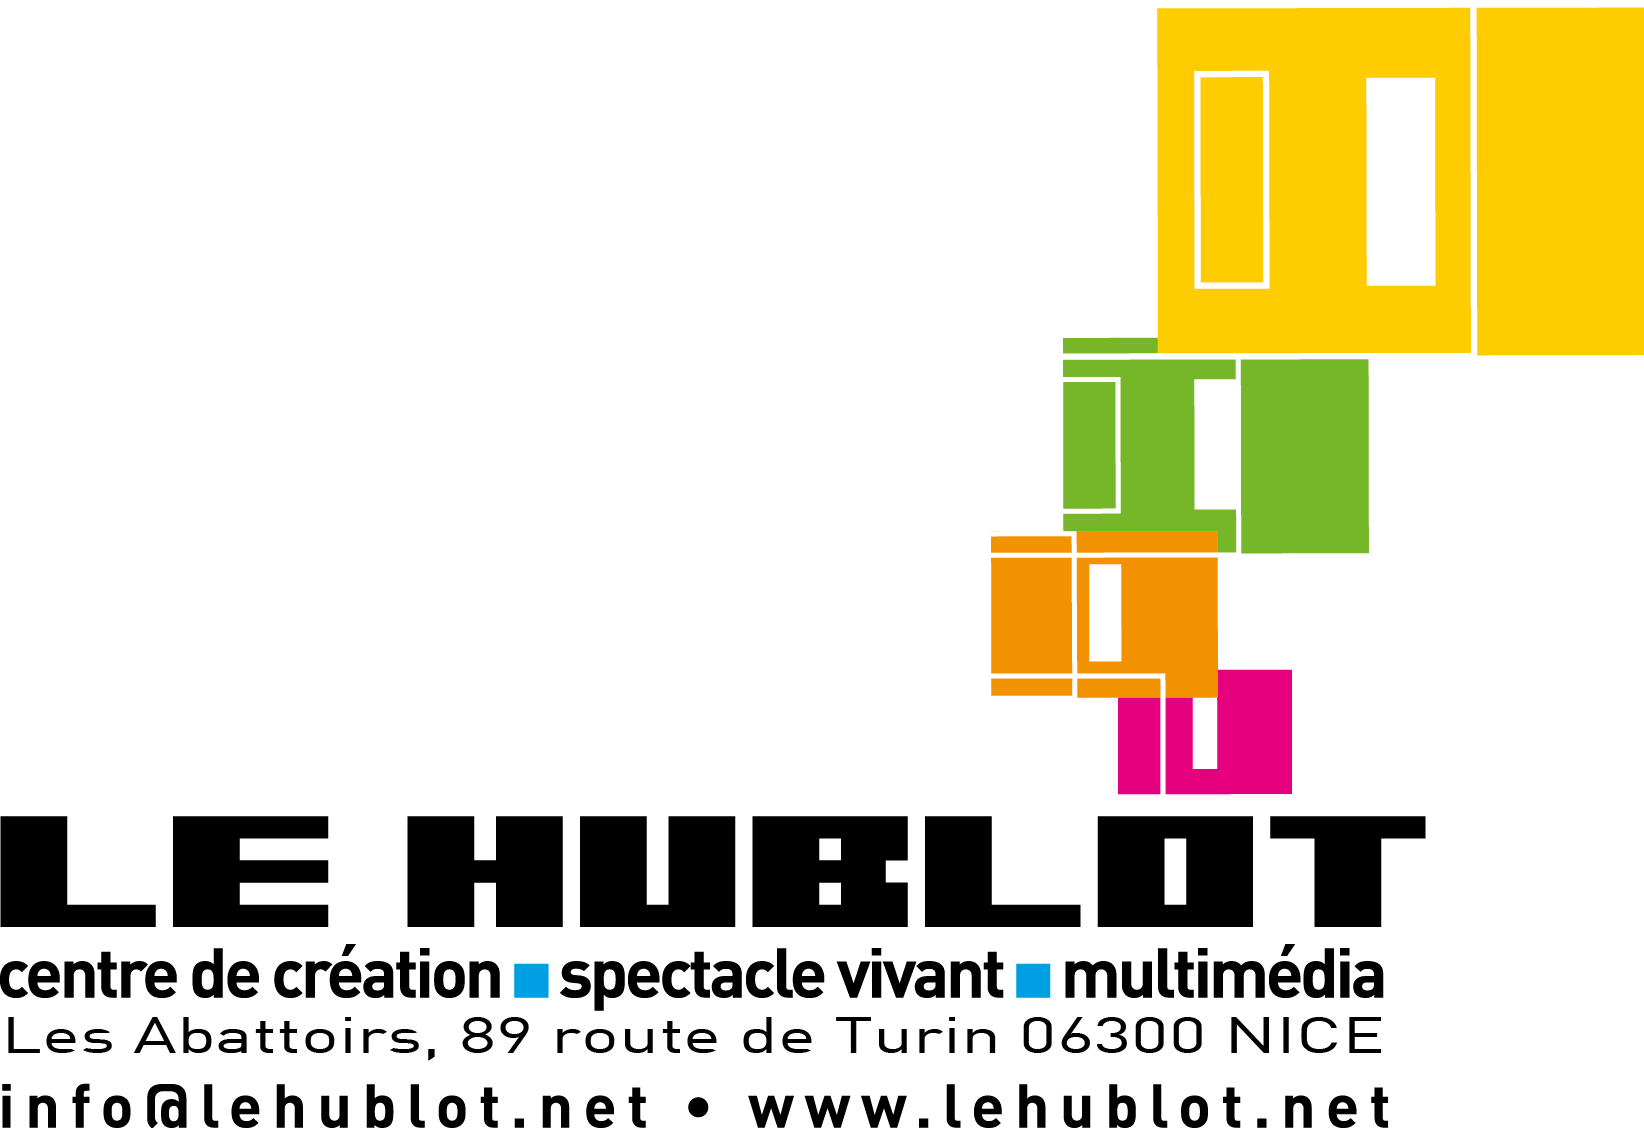 LE HUBLOT
centre de création ■ spectacle vivant ■ multimédia
Les Abattoirs, 89 route de Turin 06300 NICE
info@lehublot.net • www.lehublot.net